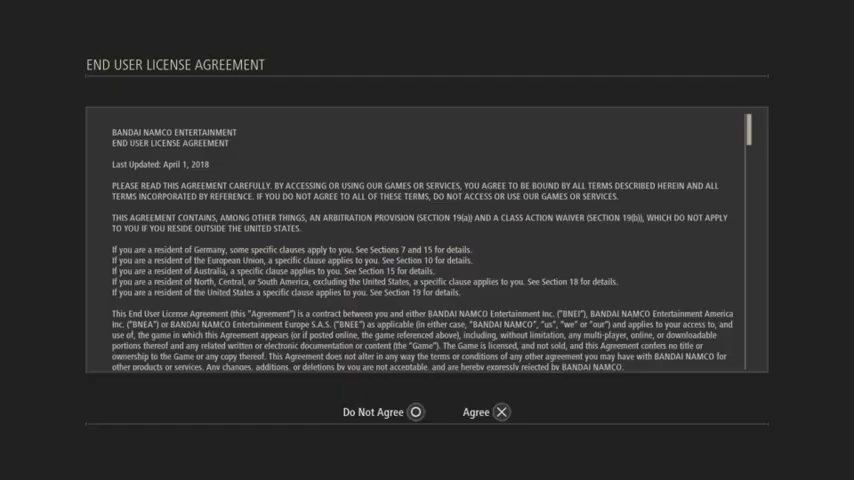 END USER LICENSE AGREEMENT
BANDAI NAMCO ENTERTAINMENT
END USER LICENSE AGREEMENT
Last Updated: April 1, 2018
PLEASE READ THIS AGREEMENT CAREFULLY. BY ACCESSING OR USING OUR GAMES OR SERVICES, YOU AGREE TO BE BOUND BY ALL TERMS DESCRIBED HEREIN AND ALL
TERMS INCORPORATED BY REFERENCE. IF YOU DO NOT AGREE TO ALL OF THESE TERMS, DO NOT ACCESS OR USE OUR GAMES OR SERVICES.
THIS AGREEMENT CONTAINS, AMONG OTHER THINGS, AN ARBITRATION PROVISION (SECTION 19(a)) AND A CLASS ACTION WAIVER (SECTION 19(b)), WHICH DO NOT APPLY
TO YOU IF YOU RESIDE OUTSIDE THE UNITED STATES.
If you are a resident of Germany, some specific clauses apply to you. See Sections 7 and 15 for details.
If you are a resident of the European Union, a specific clause applies to you. See Section 10 for details.
If you are a resident of Australia, a specific clause applies to you. See Section 15 for details.
If you are a resident of North, Central, or South America, excluding the United States, a specific clause applies to you. See Section 18 for details.
If you are a resident of the United States a specific clause applies to you. See Section 19 for details.
This End User License Agreement (this "Agreement") is a contract between you and either BANDAI NAMCO Entertainment Inc. ("BNEI"), BANDAI NAMCO Entertainment America
Inc. ("BNEA") or BANDAI NAMCO Entertainment Europe S.A.S. ("BNEE") as applicable (in either case, "BANDAI NAMCO", "us", "we" or "our") and applies to your access to, and
use of, the game in which this Agreement appears (or if posted online, the game referenced above), including, without limitation, any multi-player, online, or downloadable
portions thereof and any related written or electronic documentation or content (the "Game"). The Game is licensed, and not sold, and this Agreement confers no title or
ownership to the Game or any copy thereof. This Agreement does not alter in any way the terms or conditions of any other agreement you may have with BANDAI NAMCO for
other products or services. Any changes, additions, or deletions by you are not acceptable, and are hereby expressly rejected by BANDAI NAMCO.
Do Not Agree Agree